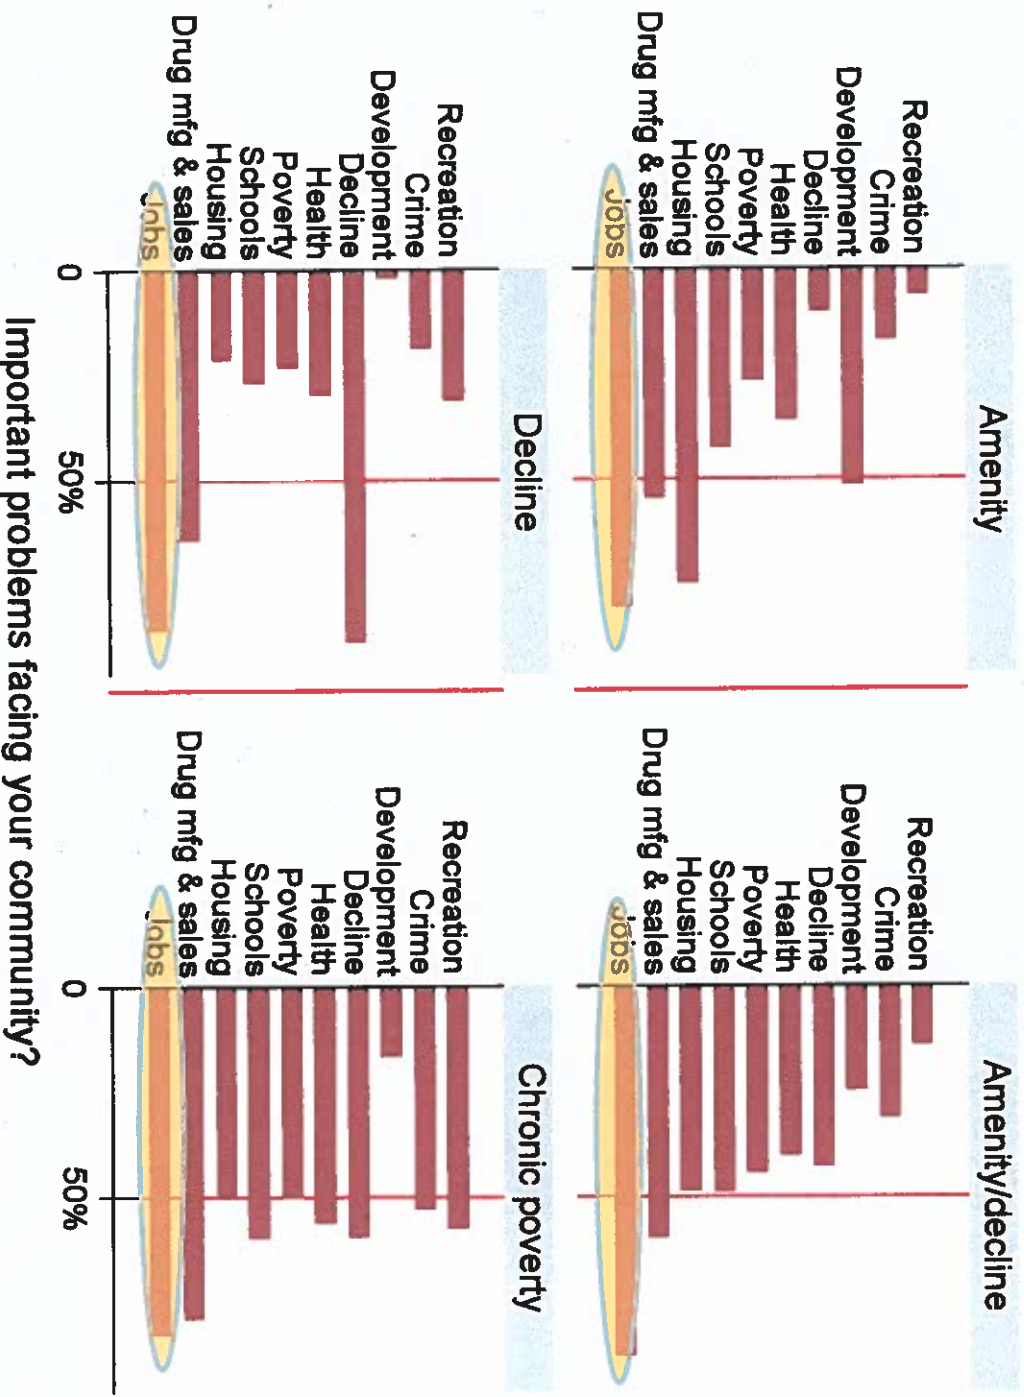 Amenity
Recreation
Crime
Development
Decline
Health
Poverty
Schools
Housing
Drug mfg & sales
Jobs
Amenity/decline
Recreation
Crime
Development
Decline
Health
Poverty
Schools
Housing
Drug mfg & sales
Jobs
Decline
Recreation
Crime
Development
Decline
Health
Poverty
Schools
Housing
Drug mfg & sales
Jobs
0
50%
Chronic poverty
Recreation
Crime
Development
Decline
Health
Poverty
Schools
Housing
Drug mfg & sales
Jobs
0
50%
Important problems facing your community?